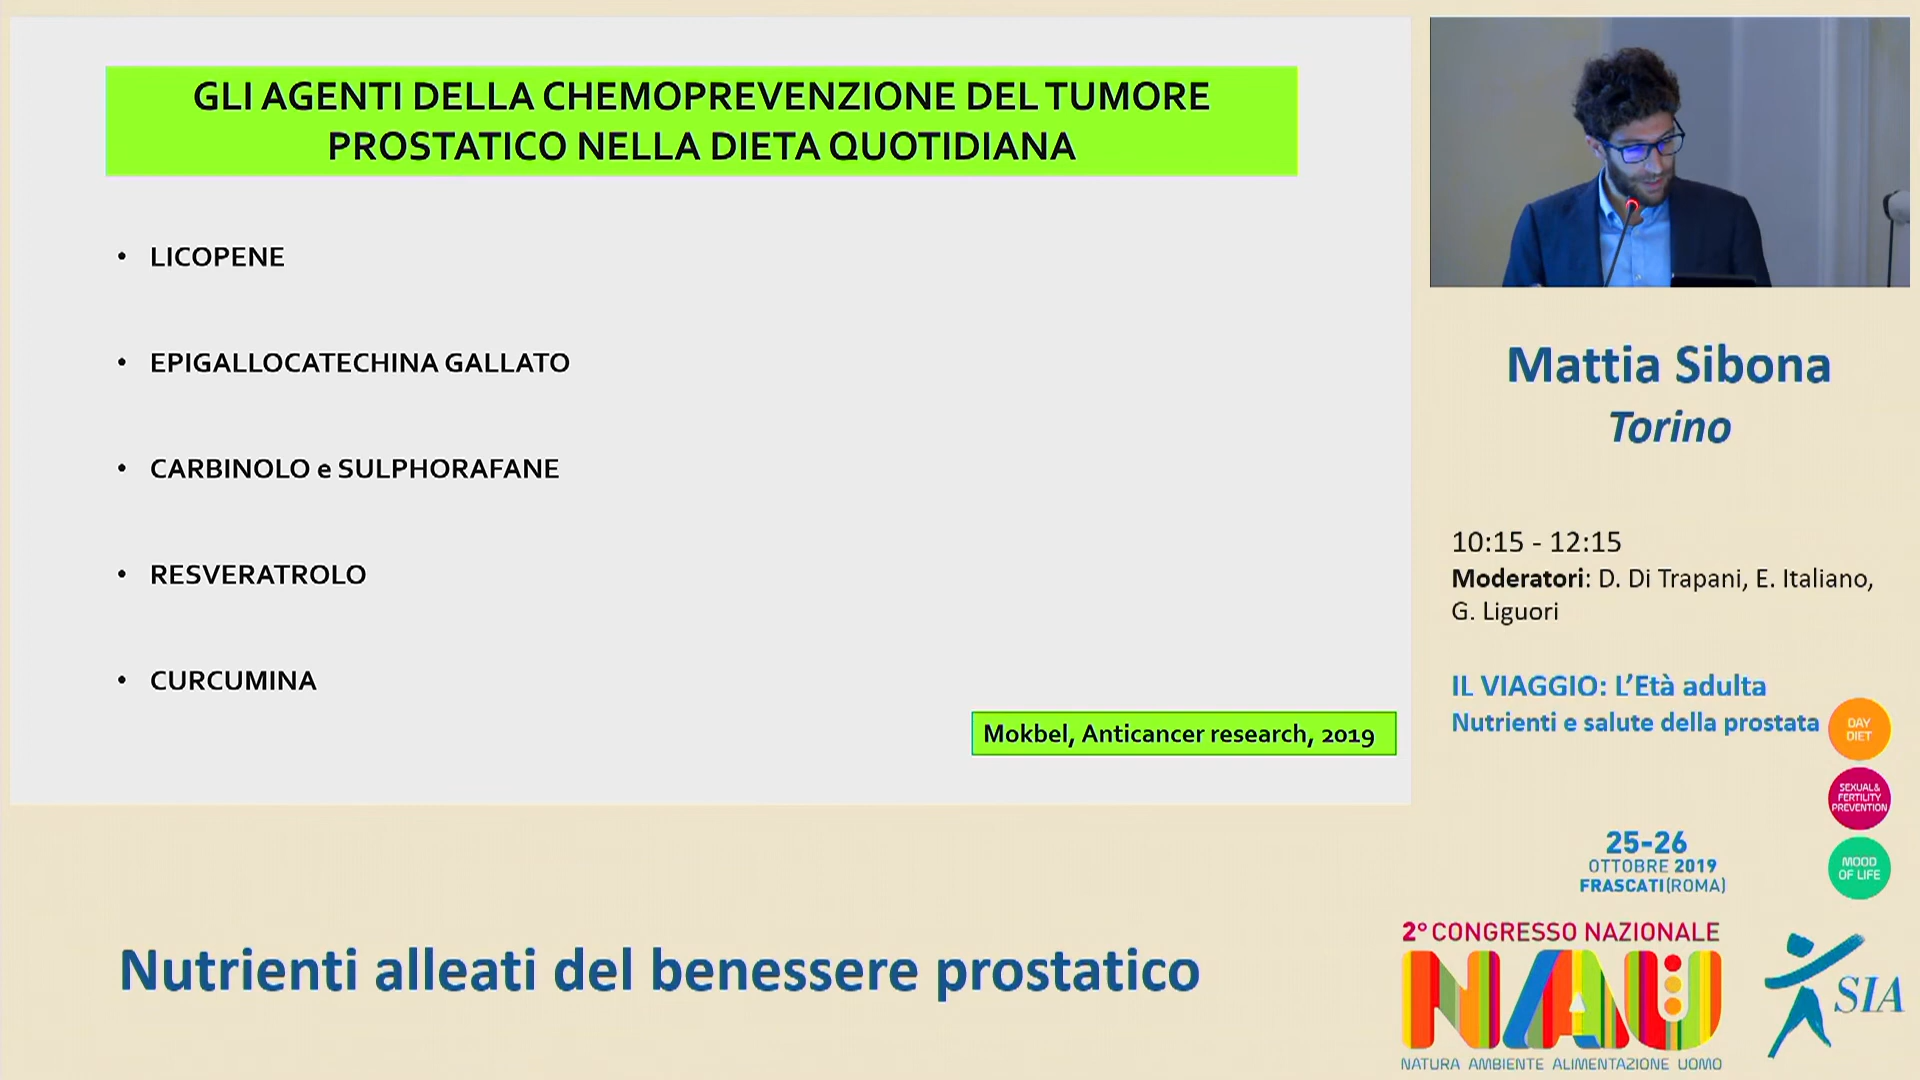 GLI AGENTI DELLA CHEMOPREVENZIONE DEL TUMORE
PROSTATICO NELLA DIETA QUOTIDIANA
• LICOPENE
• EPIGALLOCATECHINA GALLATO
• CARBINOLO e SULPHORAFANE
• RESVERATROLO
• CURCUMINA
Mokbel, Anticancer research, 2019
Mattia Sibona
Torino
10:15 - 12:15
Moderatori: D. Di Trapani, E. Italiano,
G. Liguori
IL VIAGGIO: L'Età adulta
Nutrienti e salute della prostata
DAY
DIET
SEXUAL&
FERTILITY
PREVENTION
MOOD
OF LIFE
25-26
OTTOBRE 2019
FRASCATI(ROMA)
2° CONGRESSO NAZIONALE
NAU
NATURA AMBIENTE ALIMENTAZIONE UOMO
SIA
Nutrienti alleati del benessere prostatico